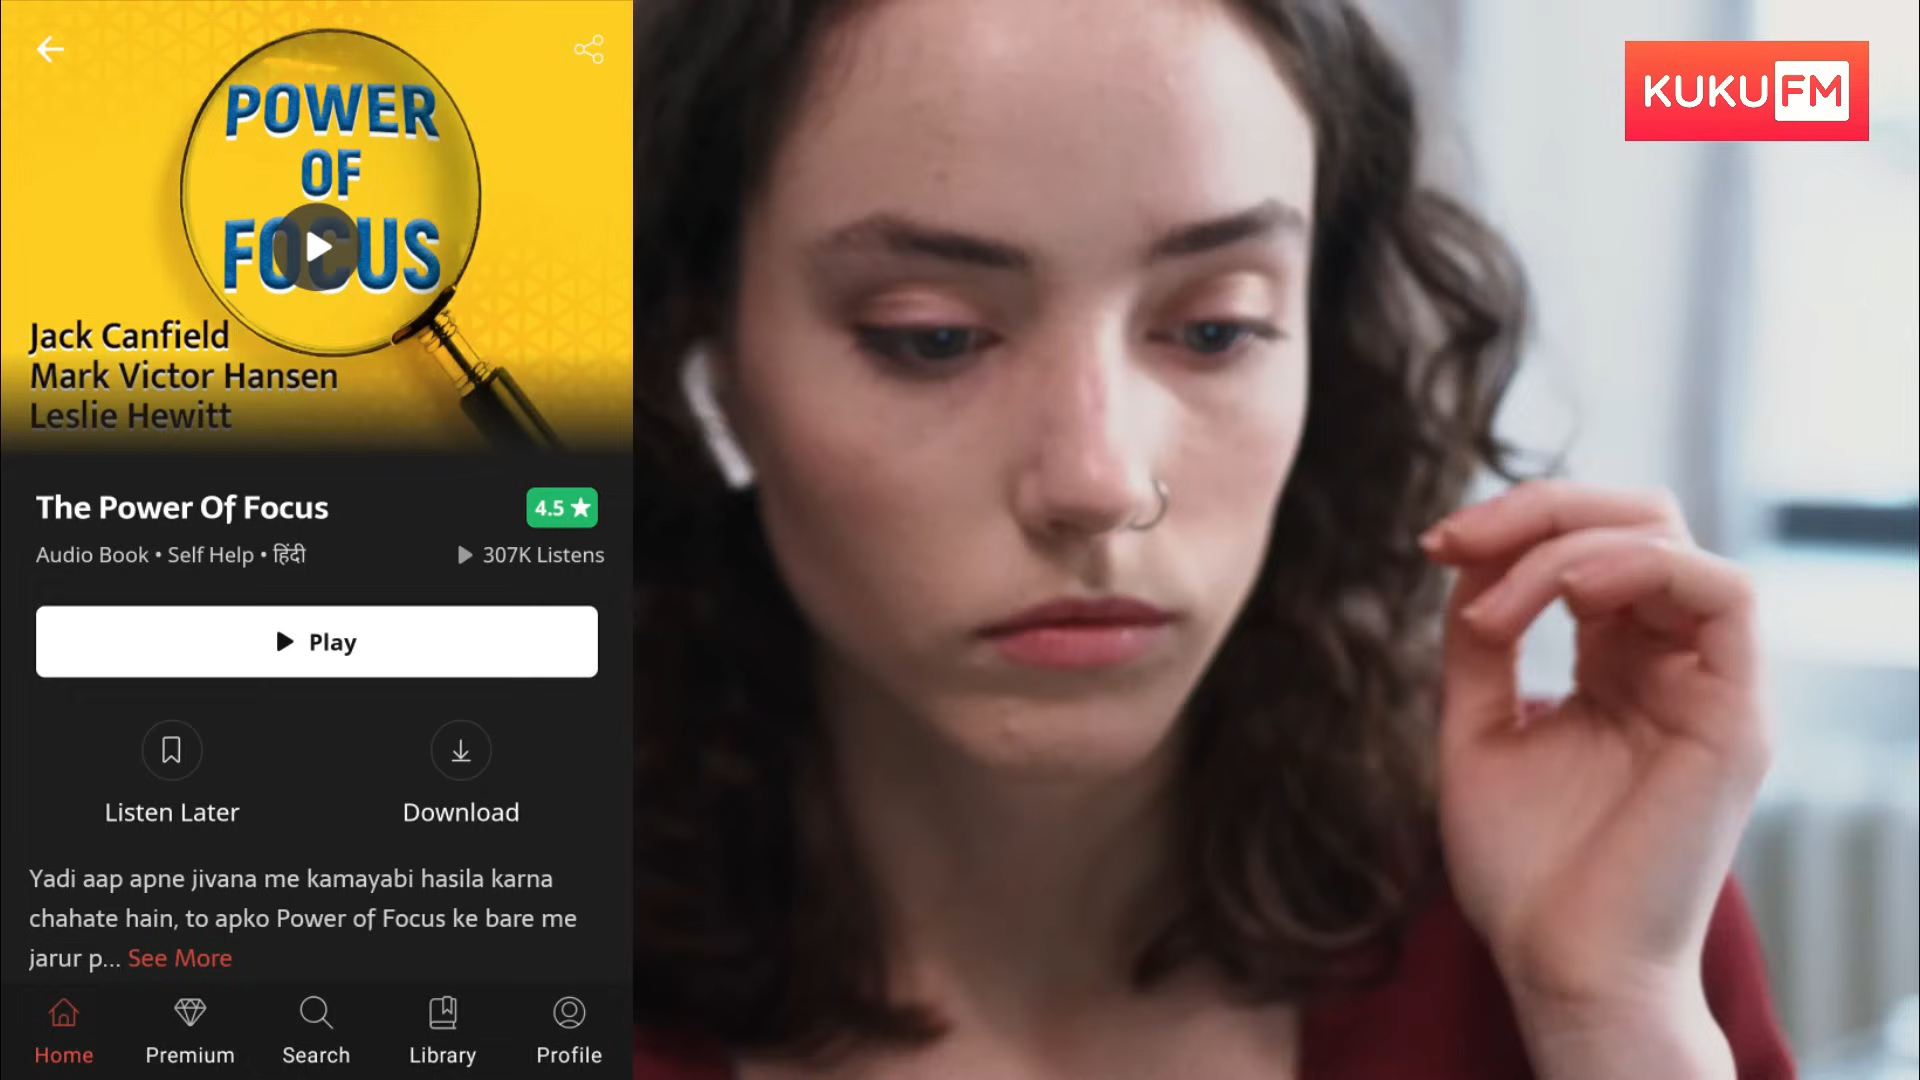 POWER
OF
FOCUS
Jack Canfield
Mark Victor Hansen
Leslie Hewitt
The Power Of Focus
4.5 ★
Audio Book • Self Help • हिंदी
307K Listens
Play
Listen Later
Download
Yadi aap apne jivana me kamayabi hasila karna
chahate hain, to apko Power of Focus ke bare me
jarur p... See More
Home
Premium
Search
Library
Profile
KUKU FM